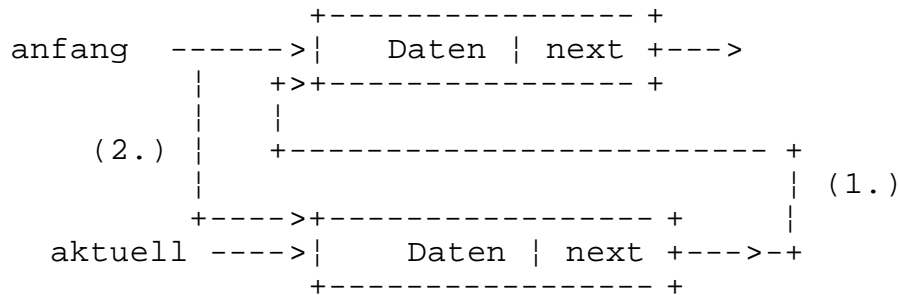 anfang Daten ¦ next
(2.)
(1.)
aktuell Daten ¦ next